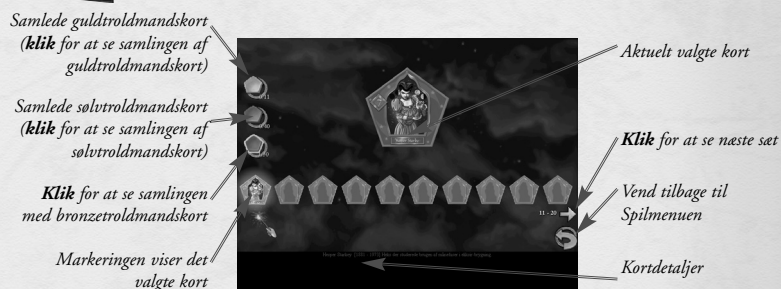 Samlede guldtroldmandskort
(klik for at se samlingen af
guldtroldmandskort)
Samlede sølvtroldmandskort
(klik for at se samlingen af
sølvtroldmandskort)
Klik for at se samlingen
med bronzetroldmandskort
Markeringen viser det
valgte kort
Aktuelt valgte kort
Klik for at se næste sæt
Vend tilbage til
Spilmenuen
Kortdetaljer
11 - 20